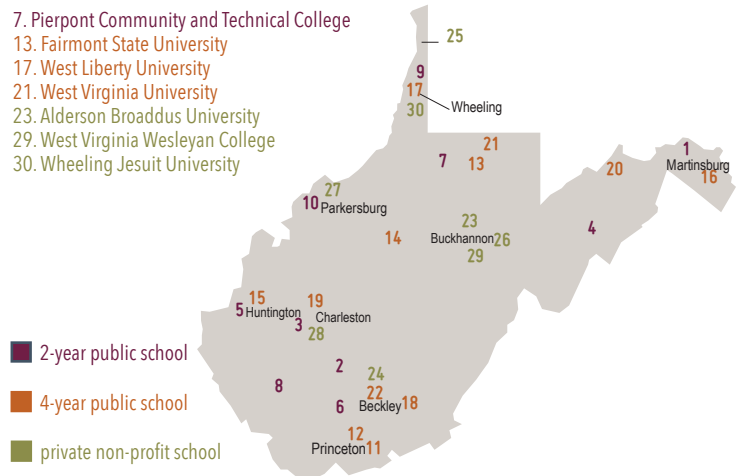 7. Pierpont Community and Technical College
13. Fairmont State University
17. West Liberty University
21. West Virginia University
23. Alderson Broaddus University
29. West Virginia Wesleyan College
30. Wheeling Jesuit University
25
9
17
Wheeling
30
21
7
13
1
Martinsburg
16
20
27
10 Parkersburg
4
23
14
Buckhannon 26
29
15
19
5 Huntington
Charleston
3
28
2-year public school
2
24
8
22
4-year public school
6
Beckley 18
12
Princeton 11
private non-profit school